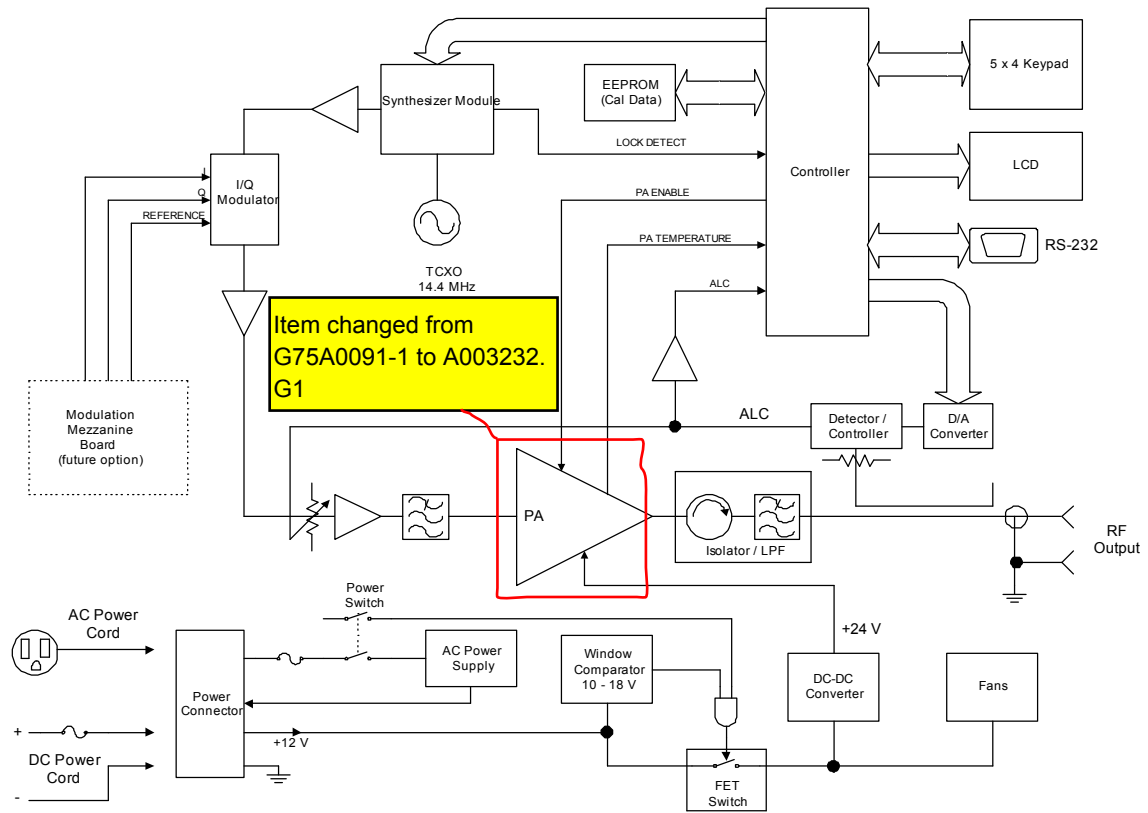 5 x 4 Keypad
EEPROM
(Cal Data)
Synthesizer Module
LOCK DETECT
Controller
LCD
I
Q
REFERENCE
I/Q
Modulator
PA ENABLE
PA TEMPERATURE
RS-232
TCXO
14.4 MHz
ALC
Item changed from
G75A0091-1 to A003232.
G1
Modulation
Mezzanine
Board
(future option)
ALC
Detector /
Controller
D/A
Converter
PA
Isolator / LPF
RF
Output
Power
Switch
AC Power
Cord
+24 V
AC Power
Supply
Window
Comparator
10 - 18 V
DC-DC
Converter
Fans
Power
Connector
+
+12 V
DC Power
Cord
-
FET
Switch